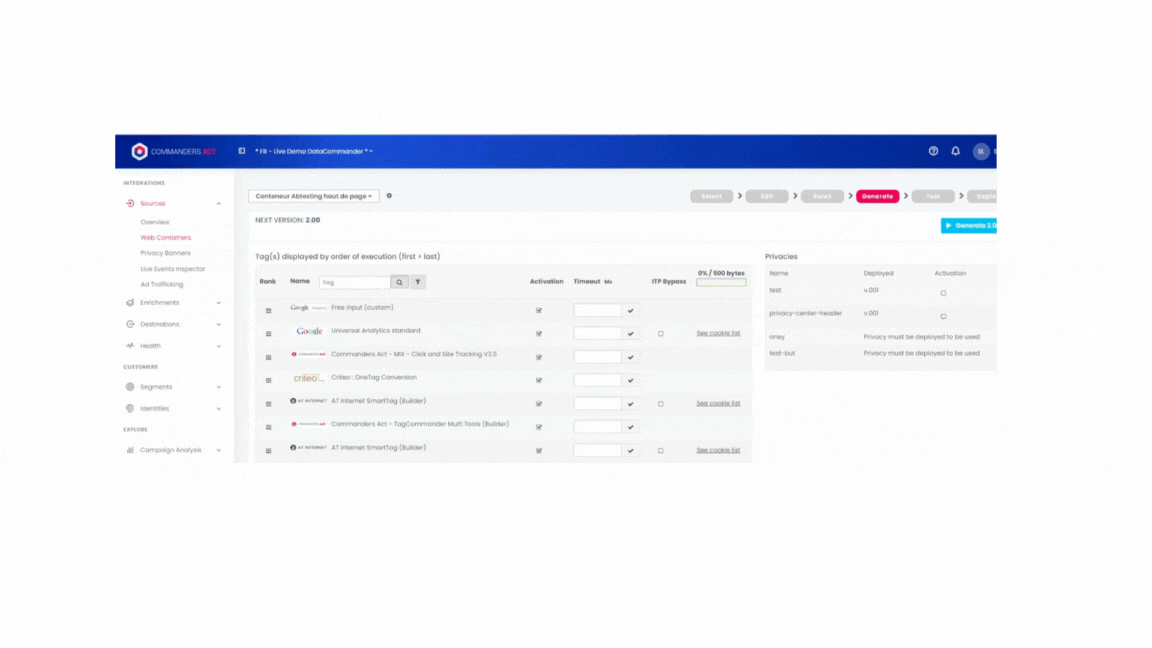 COMMANDERS ACT
* FR - Live Demo DataCommander *
SL
INTEGRATIONS
Sources
Overview
Web Containers
Privacy Banners
Live Events Inspector
Ad Trafficking
Enrichments
Destinations
Health
CUSTOMERS
Segments
Identities
EXPLORE
Campaign Analysis
Conteneur Abtesting haut de page
Select
Edit
Rules
Generate
Test
NEXT VERSION: 2.00
Generate 2.0
Tag(s) displayed by order of execution (first > last)
Rank Name Tag Activation Timeout Ms ITP Bypass 0% / 500 bytes
Google Free Input (custom)
Google Universal Analytics standard See cookie list
COMMANDERS ACT Commanders Act - MIX - Click and Site Tracking V3.5
criteo Criteo : OneTag Conversion
AT INTERNET AT Internet SmartTag (Builder) See cookie list
COMMANDERS ACT Commanders Act - TagCommander Multi Tools (Builder)
AT INTERNET AT Internet SmartTag (Builder) See cookie list
Privacies
Name Deployed Activation
test v.001
privacy-center-header v.001
oney Privacy must be deployed to be used
test-but Privacy must be deployed to be used